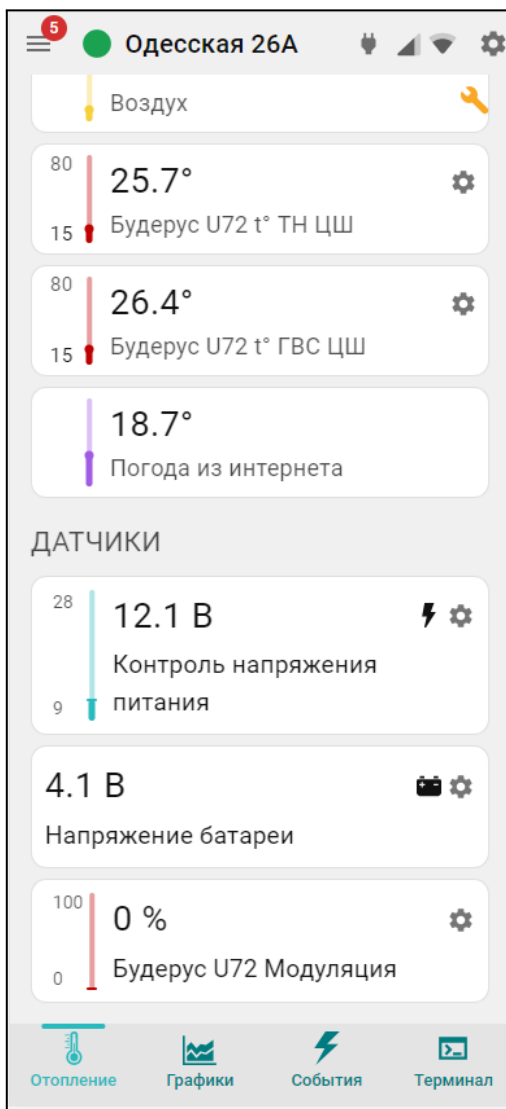 5
Одесская 26А
Воздух
80
25.7°
15
Будерус U72 t° ТН ЦШ
80
26.4°
15
Будерус U72 t° ГВС ЦШ
18.7°
Погода из интернета
ДАТЧИКИ
28
12.1 В
Контроль напряжения
9
питания
4.1 В
Напряжение батареи
100
0 %
0
Будерус U72 Модуляция
Отопление Графики События Терминал